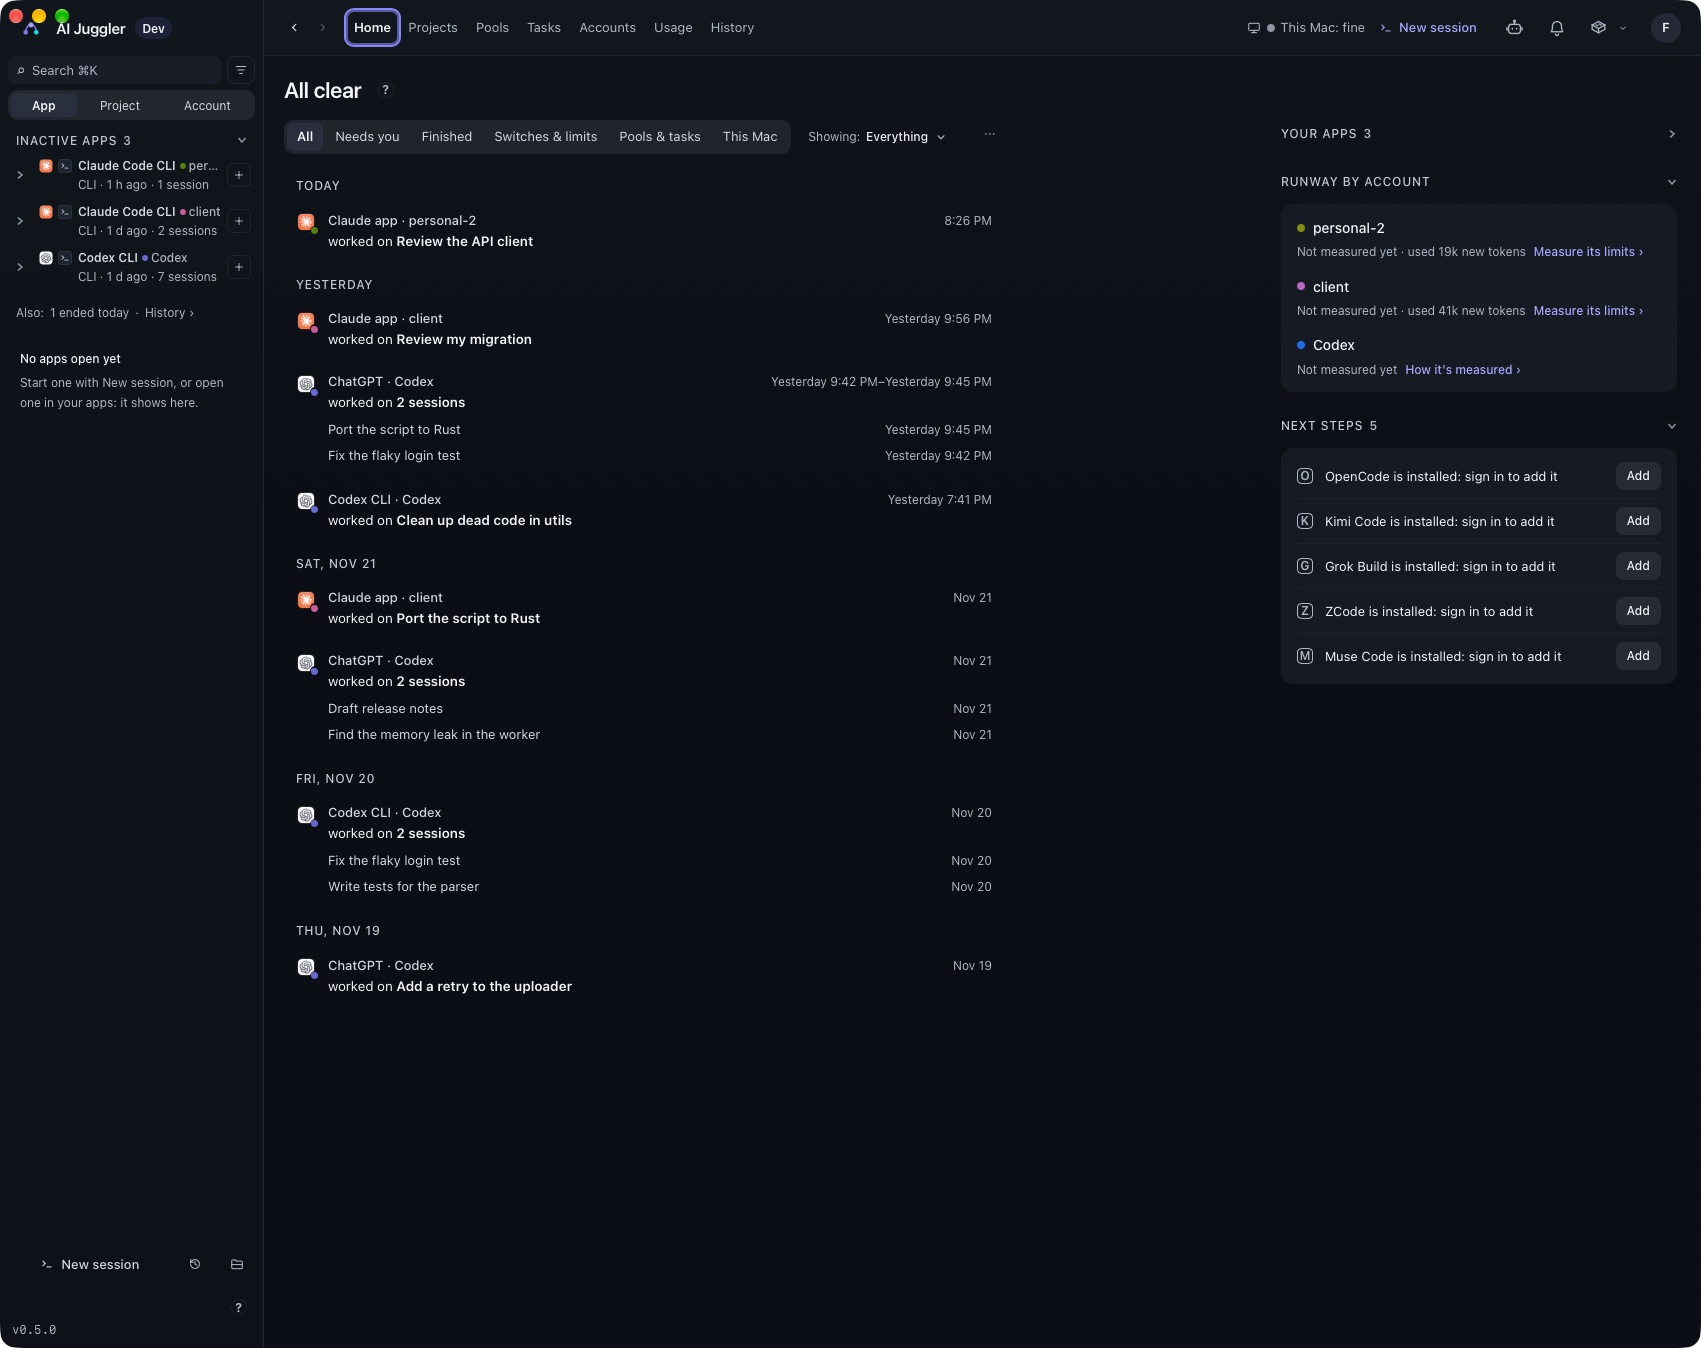 AI Juggler Dev
Search ⌘K
App Project Account
INACTIVE APPS 3
Claude Code CLI per...
CLI · 1 h ago · 1 session
Claude Code CLI client
CLI · 1 d ago · 2 sessions
Codex CLI Codex
CLI · 1 d ago · 7 sessions
Also: 1 ended today · History ›
No apps open yet
Start one with New session, or open
one in your apps: it shows here.
New session
?
v0.5.0
Home Projects Pools Tasks Accounts Usage History
This Mac: fine New session F
All clear ?
All Needs you Finished Switches & limits Pools & tasks This Mac Showing: Everything ...
TODAY
Claude app · personal-2 8:26 PM
worked on Review the API client
YESTERDAY
Claude app · client Yesterday 9:56 PM
worked on Review my migration
ChatGPT · Codex Yesterday 9:42 PM–Yesterday 9:45 PM
worked on 2 sessions
Port the script to Rust Yesterday 9:45 PM
Fix the flaky login test Yesterday 9:42 PM
Codex CLI · Codex Yesterday 7:41 PM
worked on Clean up dead code in utils
SAT, NOV 21
Claude app · client Nov 21
worked on Port the script to Rust
ChatGPT · Codex Nov 21
worked on 2 sessions
Draft release notes Nov 21
Find the memory leak in the worker Nov 21
FRI, NOV 20
Codex CLI · Codex Nov 20
worked on 2 sessions
Fix the flaky login test Nov 20
Write tests for the parser Nov 20
THU, NOV 19
ChatGPT · Codex Nov 19
worked on Add a retry to the uploader
YOUR APPS 3
RUNWAY BY ACCOUNT
personal-2
Not measured yet · used 19k new tokens Measure its limits ›
client
Not measured yet · used 41k new tokens Measure its limits ›
Codex
Not measured yet How it's measured ›
NEXT STEPS 5
O OpenCode is installed: sign in to add it Add
K Kimi Code is installed: sign in to add it Add
G Grok Build is installed: sign in to add it Add
Z ZCode is installed: sign in to add it Add
M Muse Code is installed: sign in to add it Add